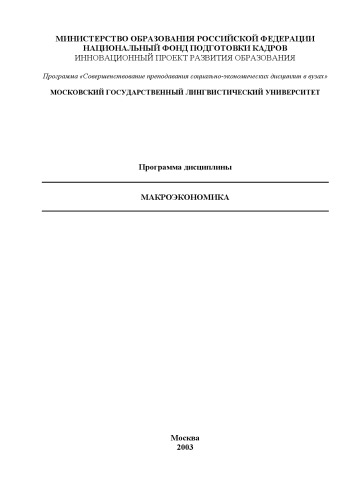 МИНИСТЕРСТВО ОБРАЗОВАНИЯ РОССИЙСКОЙ ФЕДЕРАЦИИ
НАЦИОНАЛЬНЫЙ ФОНД ПОДГОТОВКИ КАДРОВ
ИННОВАЦИОННЫЙ ПРОЕКТ РАЗВИТИЯ ОБРАЗОВАНИЯ
Программа «Совершенствование преподавания социально-экономических дисциплин в вузах»
МОСКОВСКИЙ ГОСУДАРСТВЕННЫЙ ЛИНГВИСТИЧЕСКИЙ УНИВЕРСИТЕТ
Программа дисциплины
МАКРОЭКОНОМИКА
Москва
2003